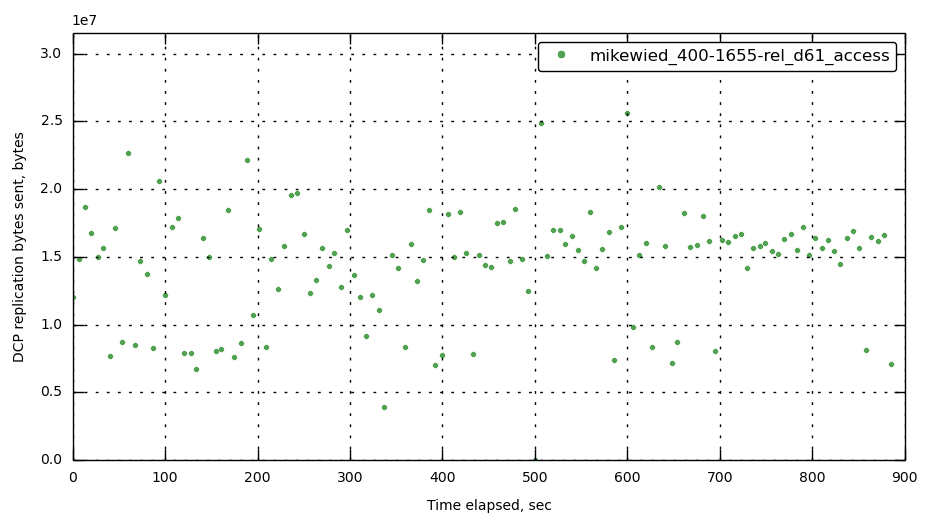 1e7
mikewied_400-1655-rel_d61_access
3.0
2.5
2.0
1.5
1.0
0.5
0.0
DCP replication bytes sent, bytes
0 100 200 300 400 500 600 700 800 900
Time elapsed, sec